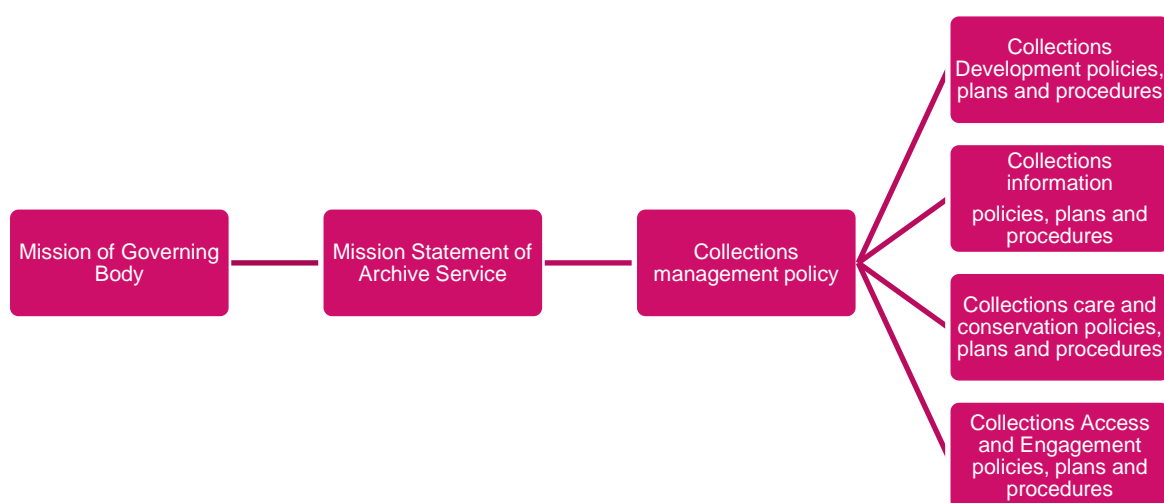 Mission of Governing
Body
Mission Statement of
Archive Service
Collections
management policy
Collections
Development policies,
plans and procedures
Collections
information
policies, plans and
procedures
Collections care and
conservation policies,
plans and procedures
Collections Access
and Engagement
policies, plans and
procedures